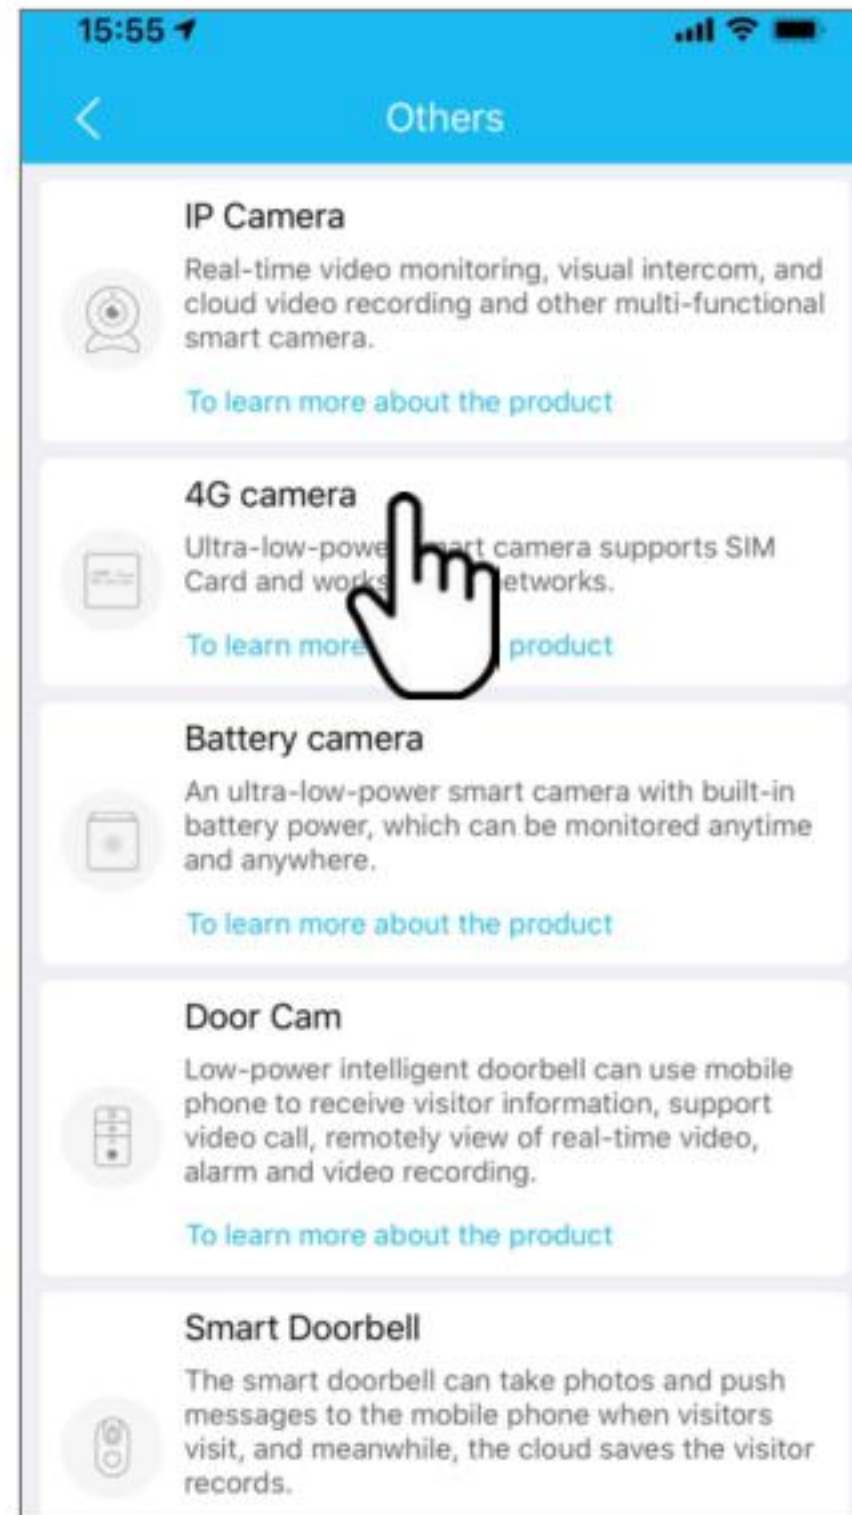 15:55
Others
IP Camera
Real-time video monitoring, visual intercom, and
cloud video recording and other multi-functional
smart camera.
To learn more about the product
4G camera
Ultra-low-powe art camera supports SIM
Card and works etworks.
To learn more product
Battery camera
An ultra-low-power smart camera with built-in
battery power, which can be monitored anytime
and anywhere.
To learn more about the product
Door Cam
Low-power intelligent doorbell can use mobile
phone to receive visitor information, support
video call, remotely view of real-time video,
alarm and video recording.
To learn more about the product
Smart Doorbell
The smart doorbell can take photos and push
messages to the mobile phone when visitors
visit, and meanwhile, the cloud saves the visitor
records.